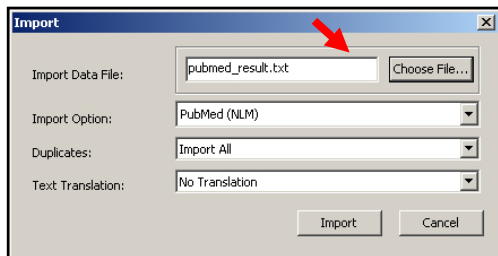 Import
Import Data File:
pubmed_result.txt
Choose File...
Import Option:
PubMed (NLM)
Duplicates:
Import All
Text Translation:
No Translation
Import
Cancel